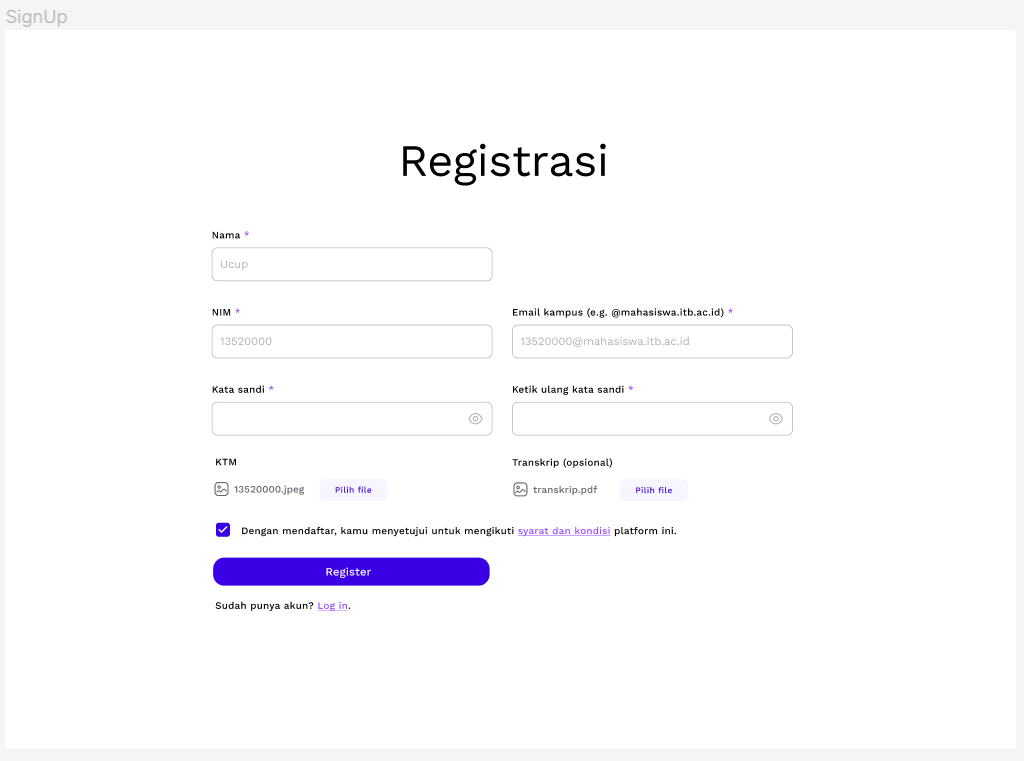 SignUp
Registrasi
Nama *
Ucup
NIM *
Email kampus (e.g. @mahasiswa.itb.ac.id) *
13520000
13520000@mahasiswa.itb.ac.id
Kata sandi *
Ketik ulang kata sandi *
KTM
Transkrip (opsional)
13520000.jpeg
Pilih file
transkrip.pdf
Pilih file
Dengan mendaftar, kamu menyetujui untuk mengikuti syarat dan kondisi platform ini.
Register
Sudah punya akun? Log in.